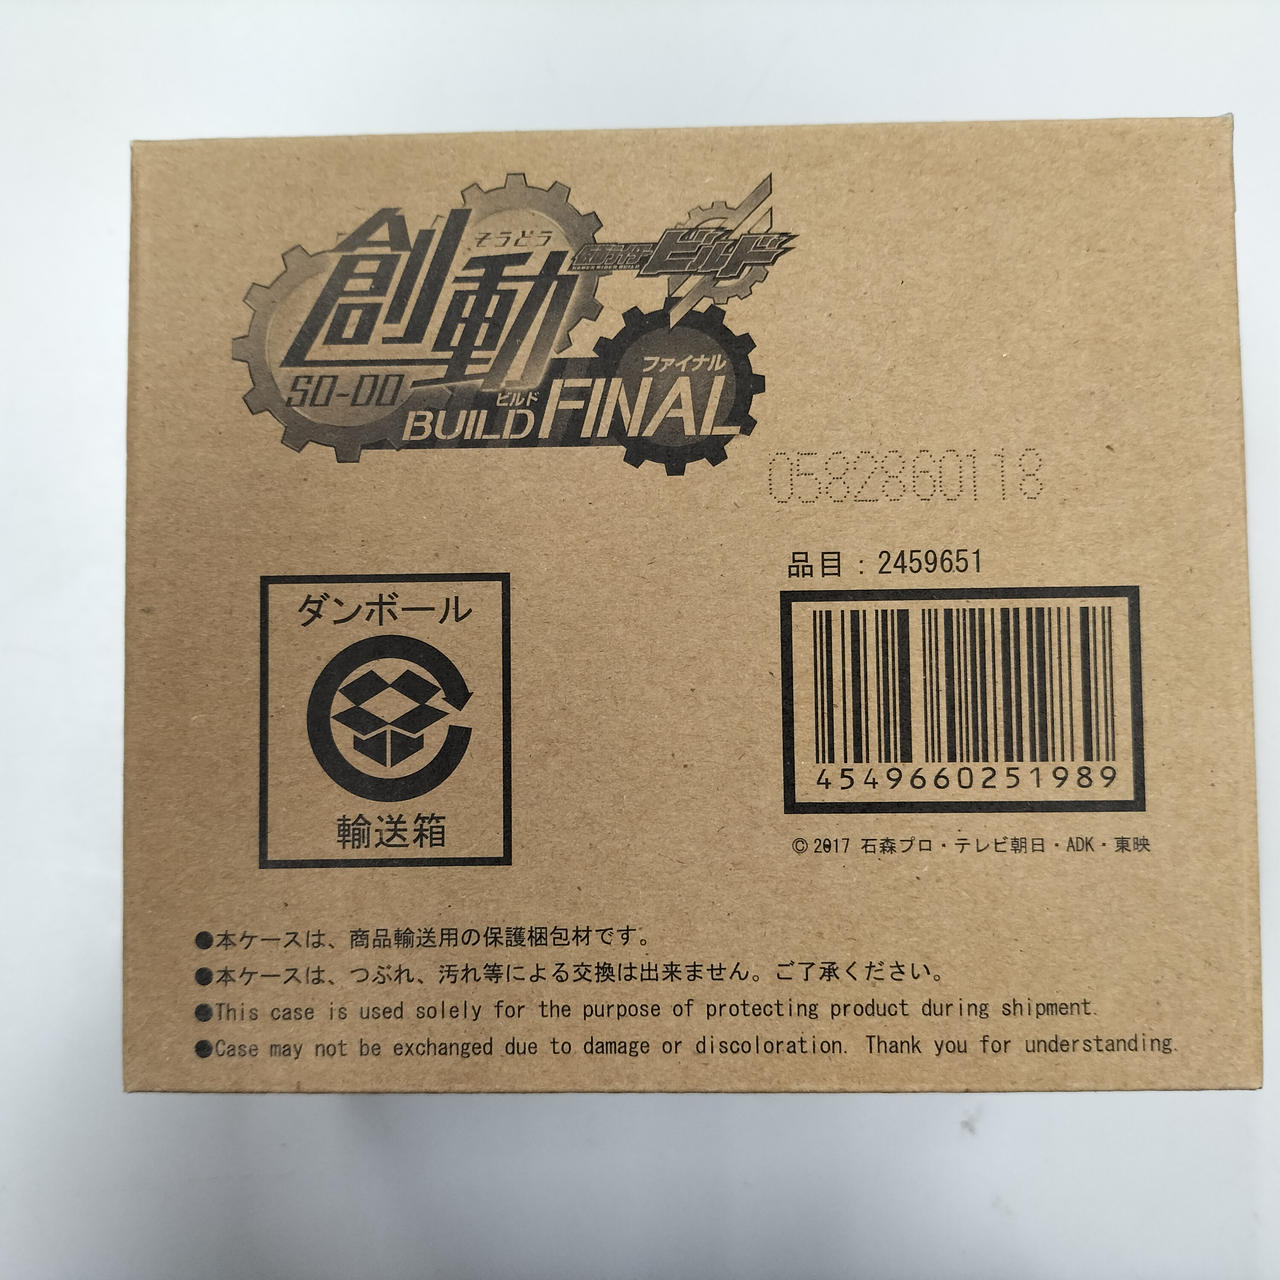 そうどう
創動
SO-DO
仮面ライダー
KAMEN RIDER BUILD
ビルド
ファイナル
ビルド
BUILD FINAL
0582860118
品目：2459651
ダンボール
輸送箱
4549660251989
© 2017 石森プロ・テレビ朝日・ADK・東映
●本ケースは、商品輸送用の保護梱包材です。
●本ケースは、つぶれ、汚れ等による交換は出来ません。ご了承ください。
●This case is used solely for the purpose of protecting product during shipment.
●Case may not be exchanged due to damage or discoloration. Thank you for understanding.